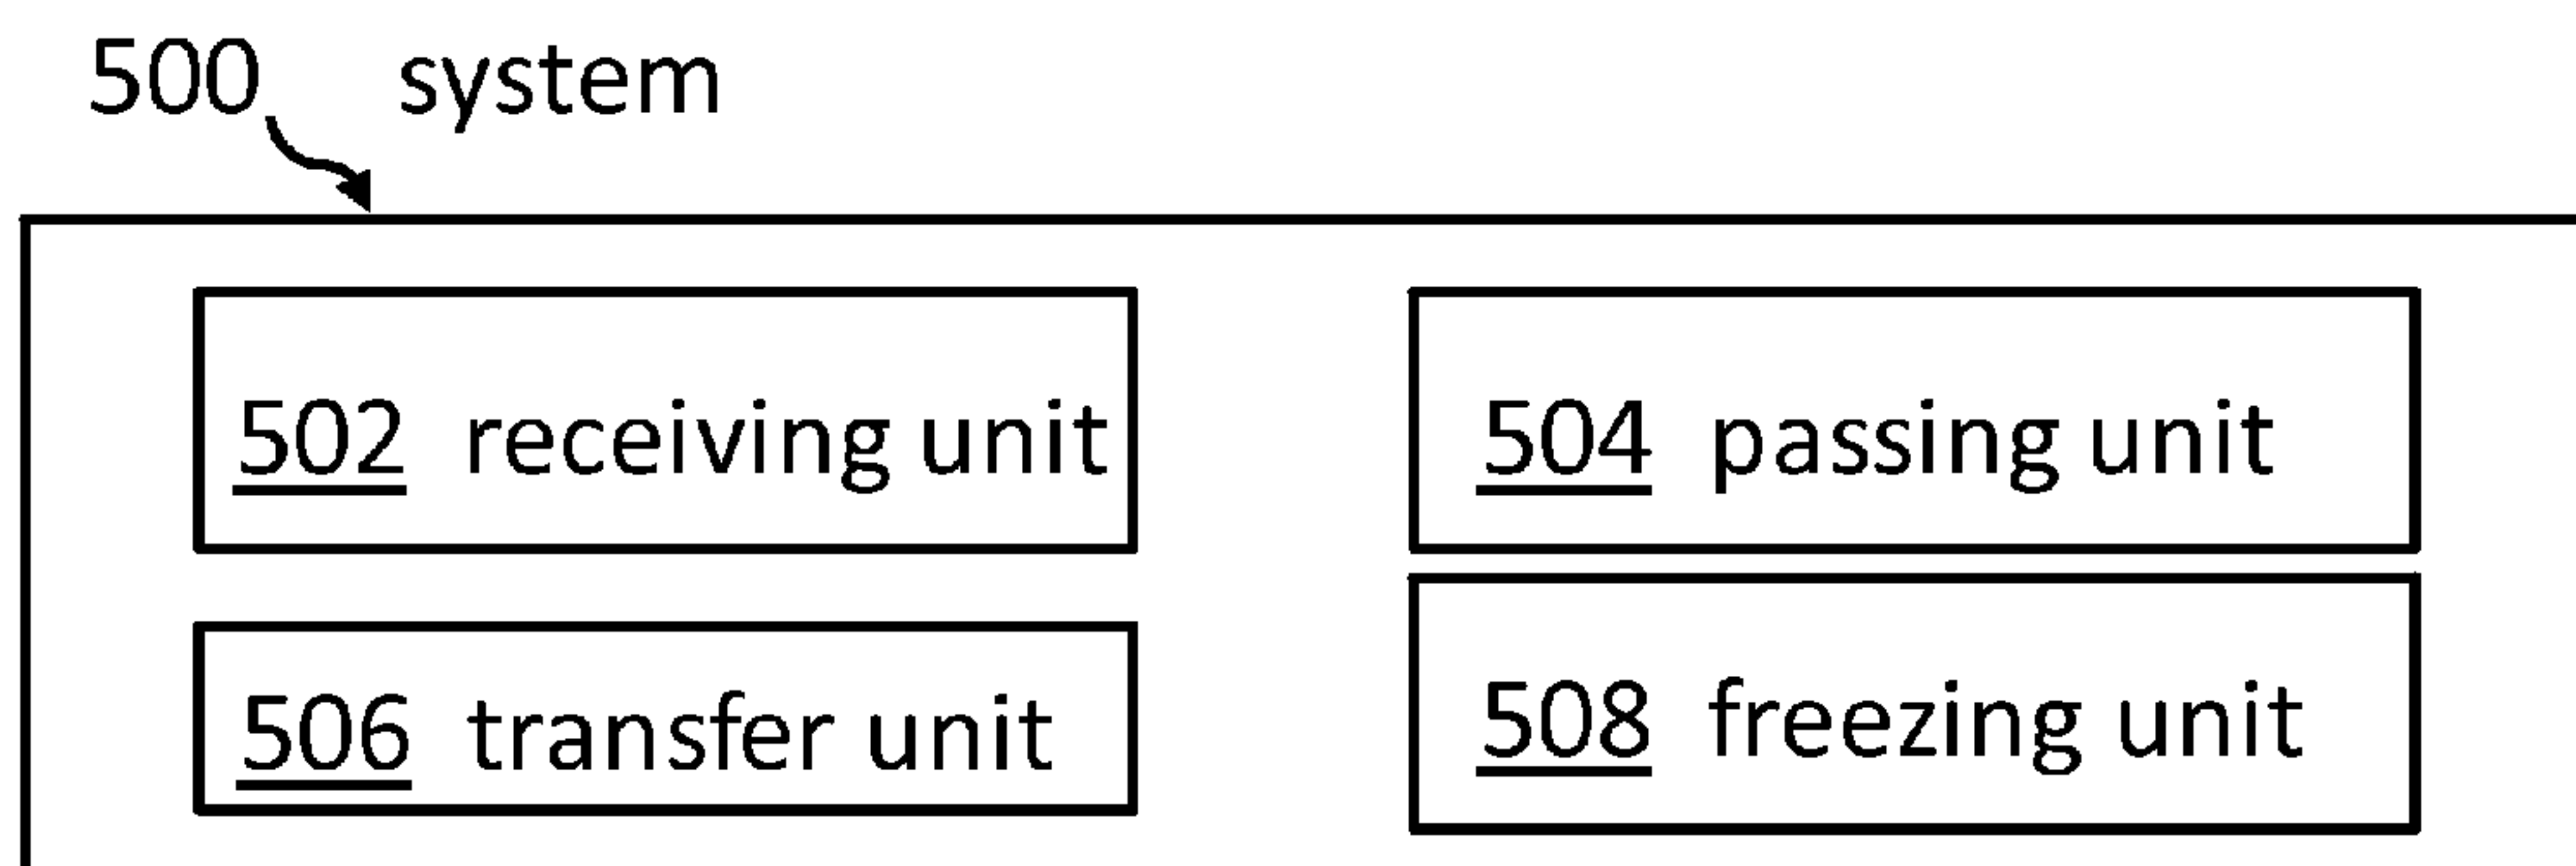 500 system
502 receiving unit
504 passing unit
506 transfer unit
508 freezing unit